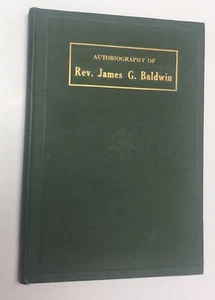 AUTOBIOGRAPHY OF
Rev. James G. Baldwin